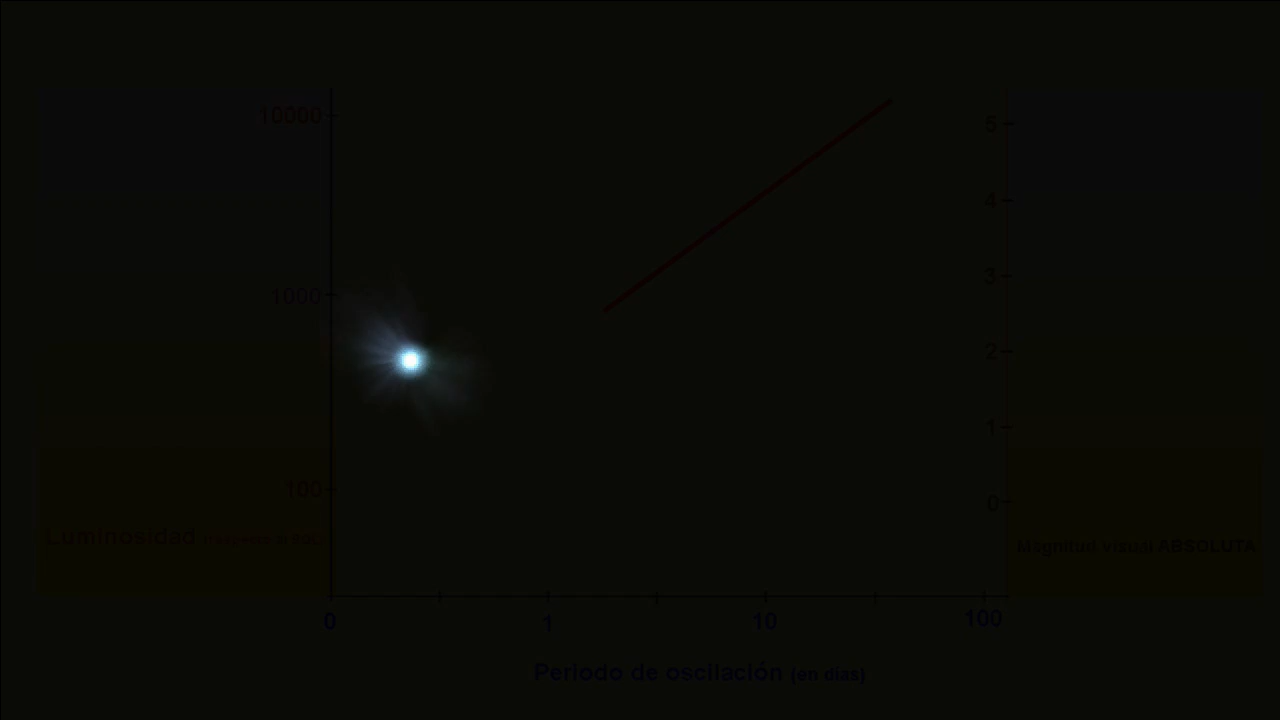 10000
5
4
1000
3
2
1
100
0
Luminosidad
Magnitud Visual ABSOLUTA
0 1 10 100
Periodo de oscilación (en días)